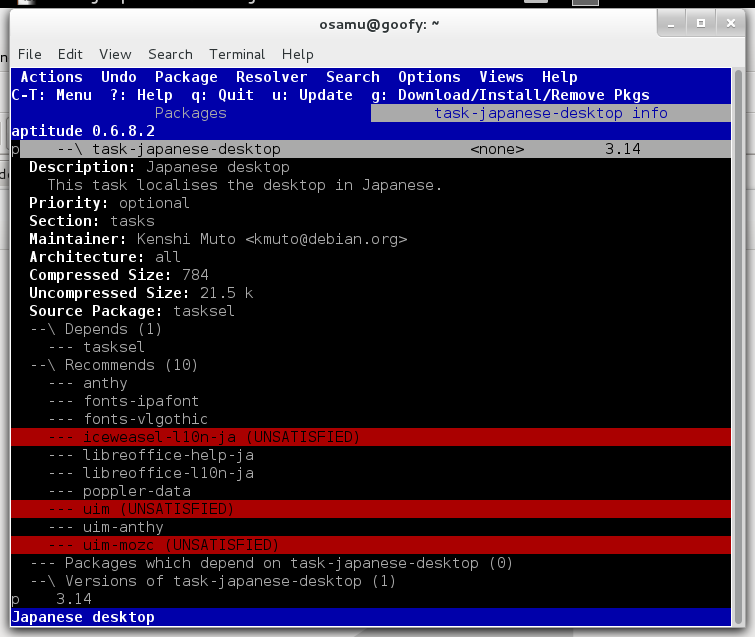 osamu@goofy: ~
File Edit View Search Terminal Help
Actions Undo Package Resolver Search Options Views Help
C-T: Menu ?: Help q: Quit u: Update g: Download/Install/Remove Pkgs
Packages task-japanese-desktop info
aptitude 0.6.8.2
p --\ task-japanese-desktop <none> 3.14
Description: Japanese desktop
This task localises the desktop in Japanese.
Priority: optional
Section: tasks
Maintainer: Kenshi Muto <kmuto@debian.org>
Architecture: all
Compressed Size: 784
Uncompressed Size: 21.5 k
Source Package: tasksel
--\ Depends (1)
--- tasksel
--\ Recommends (10)
--- anthy
--- fonts-ipafont
--- fonts-vlgothic
--- iceweasel-l10n-ja (UNSATISFIED)
--- libreoffice-help-ja
--- libreoffice-l10n-ja
--- poppler-data
--- uim (UNSATISFIED)
--- uim-anthy
--- uim-mozc (UNSATISFIED)
--- Packages which depend on task-japanese-desktop (0)
--\ Versions of task-japanese-desktop (1)
p 3.14
Japanese desktop